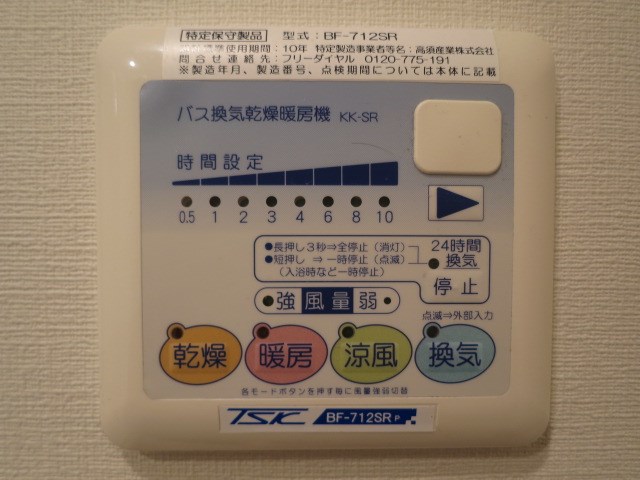 特定保守製品 型式：BF-712SR
設計標準使用期間：10年 特定製造事業者等名：高須産業株式会社
問合せ連絡先：フリーダイヤル 0120-775-191
※製造年月、製造番号、点検期間については本体に記載
バス換気乾燥暖房機 KK-SR
時間設定
0.5 1 2 3 4 6 8 10
●長押し3秒⇒全停止（消灯）
●短押し ⇒一時停止（点滅）
（入浴時など一時停止）
24時間
換気
停止
強 風量 弱
点滅⇒外部入力
乾燥 暖房 涼風 換気
各モードボタンを押す毎に風量強弱切替
TSK BF-712SR P